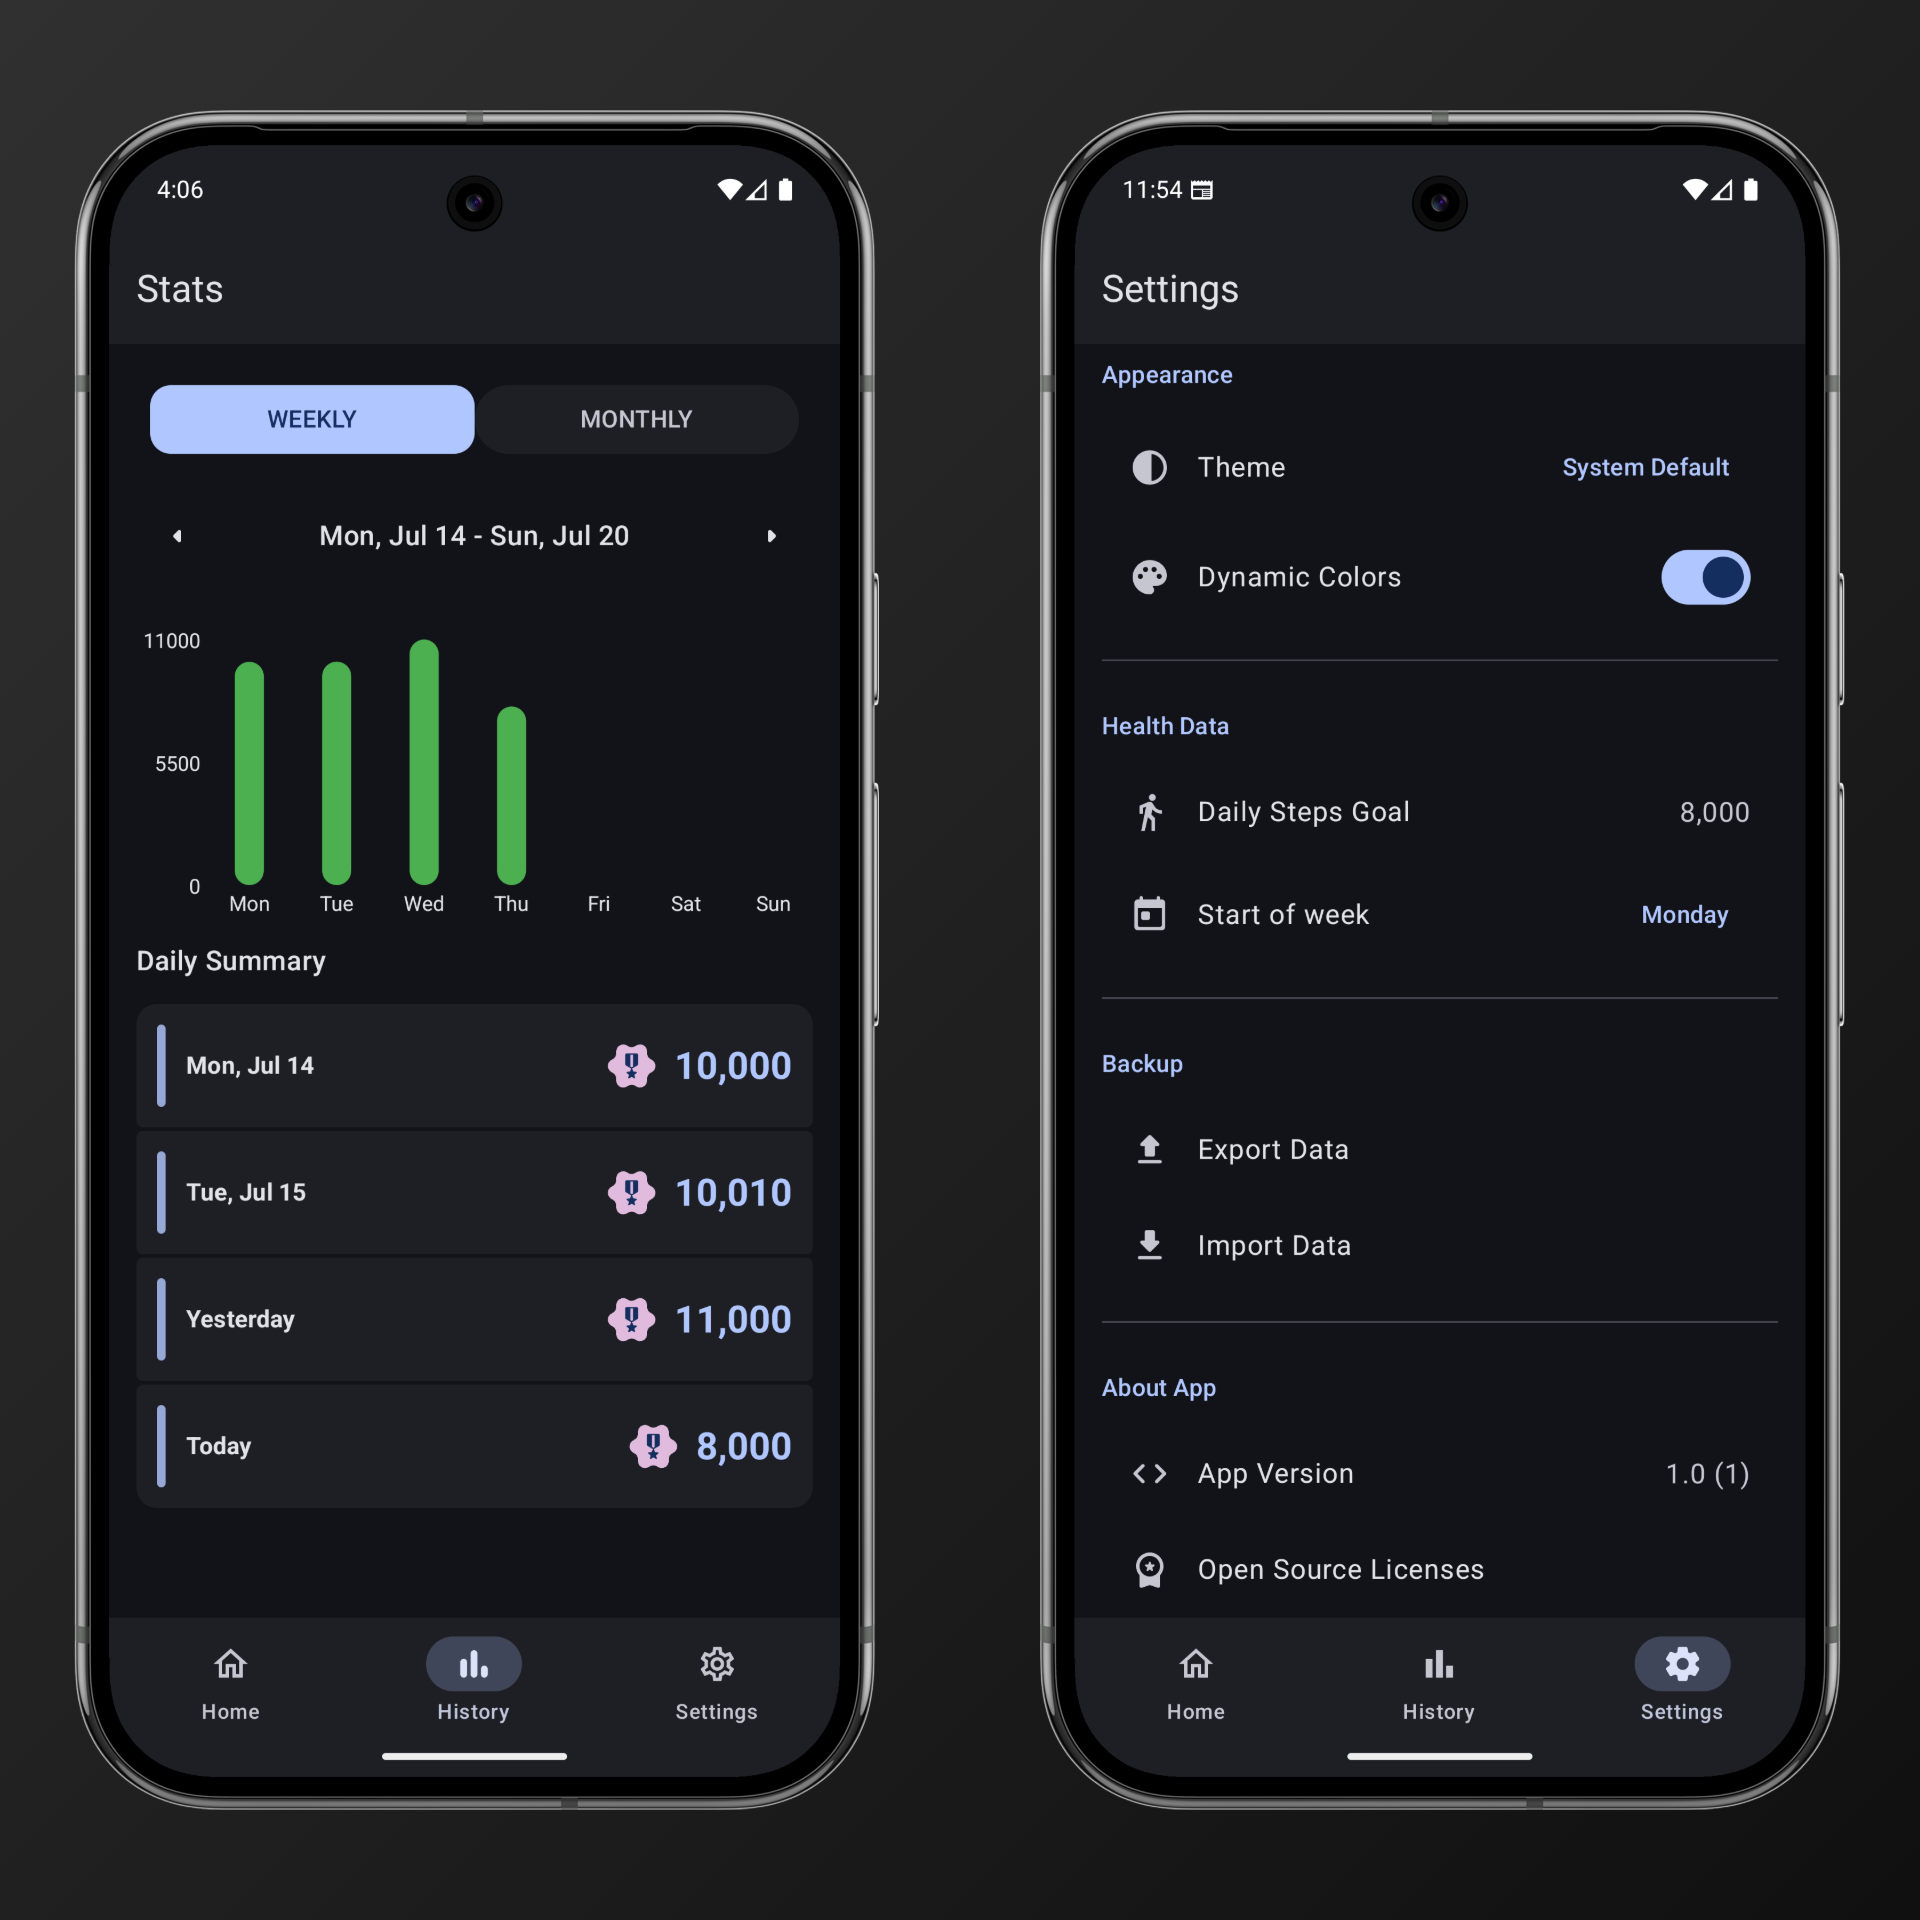 4:06
Stats
WEEKLY
MONTHLY
Mon, Jul 14 - Sun, Jul 20
11000
5500
0
Mon Tue Wed Thu Fri Sat Sun
Daily Summary
Mon, Jul 14 10,000
Tue, Jul 15 10,010
Yesterday 11,000
Today 8,000
Home History Settings
11:54
Settings
Appearance
Theme System Default
Dynamic Colors
Health Data
Daily Steps Goal 8,000
Start of week Monday
Backup
Export Data
Import Data
About App
App Version 1.0 (1)
Open Source Licenses
Home History Settings